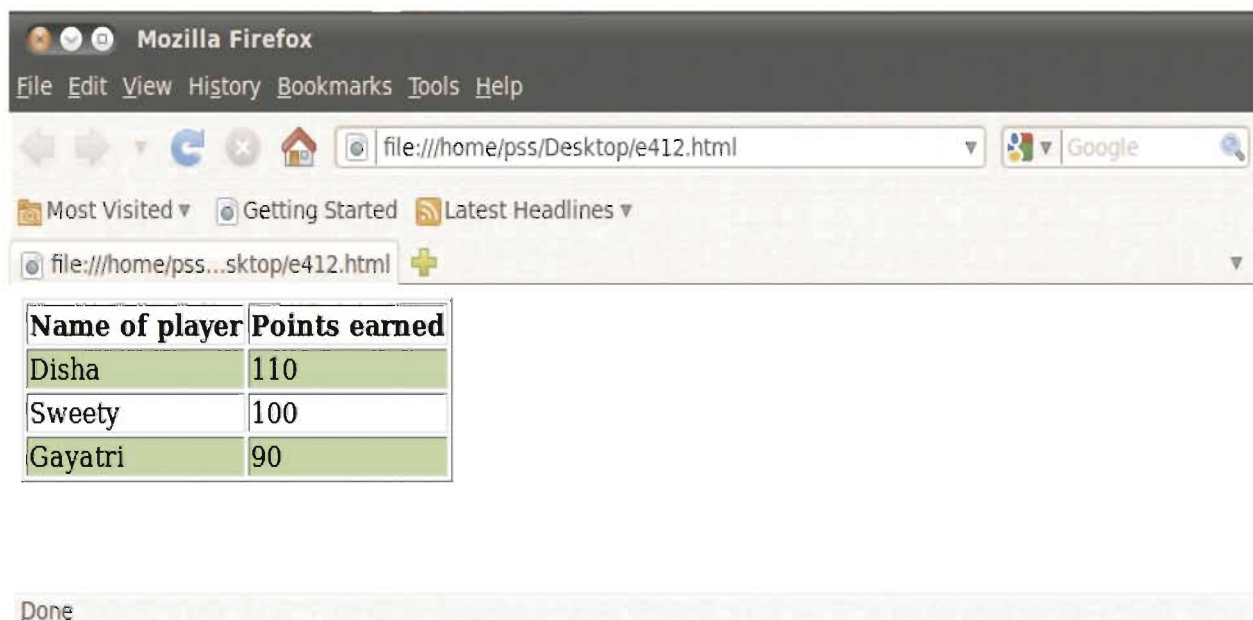 Mozilla Firefox
File Edit View History Bookmarks Tools Help
file:///home/pss/Desktop/e412.html Google
Most Visited Getting Started Latest Headlines
file:///home/pss...sktop/e412.html
Name of player Points earned
Disha 110
Sweety 100
Gayatri 90
Done